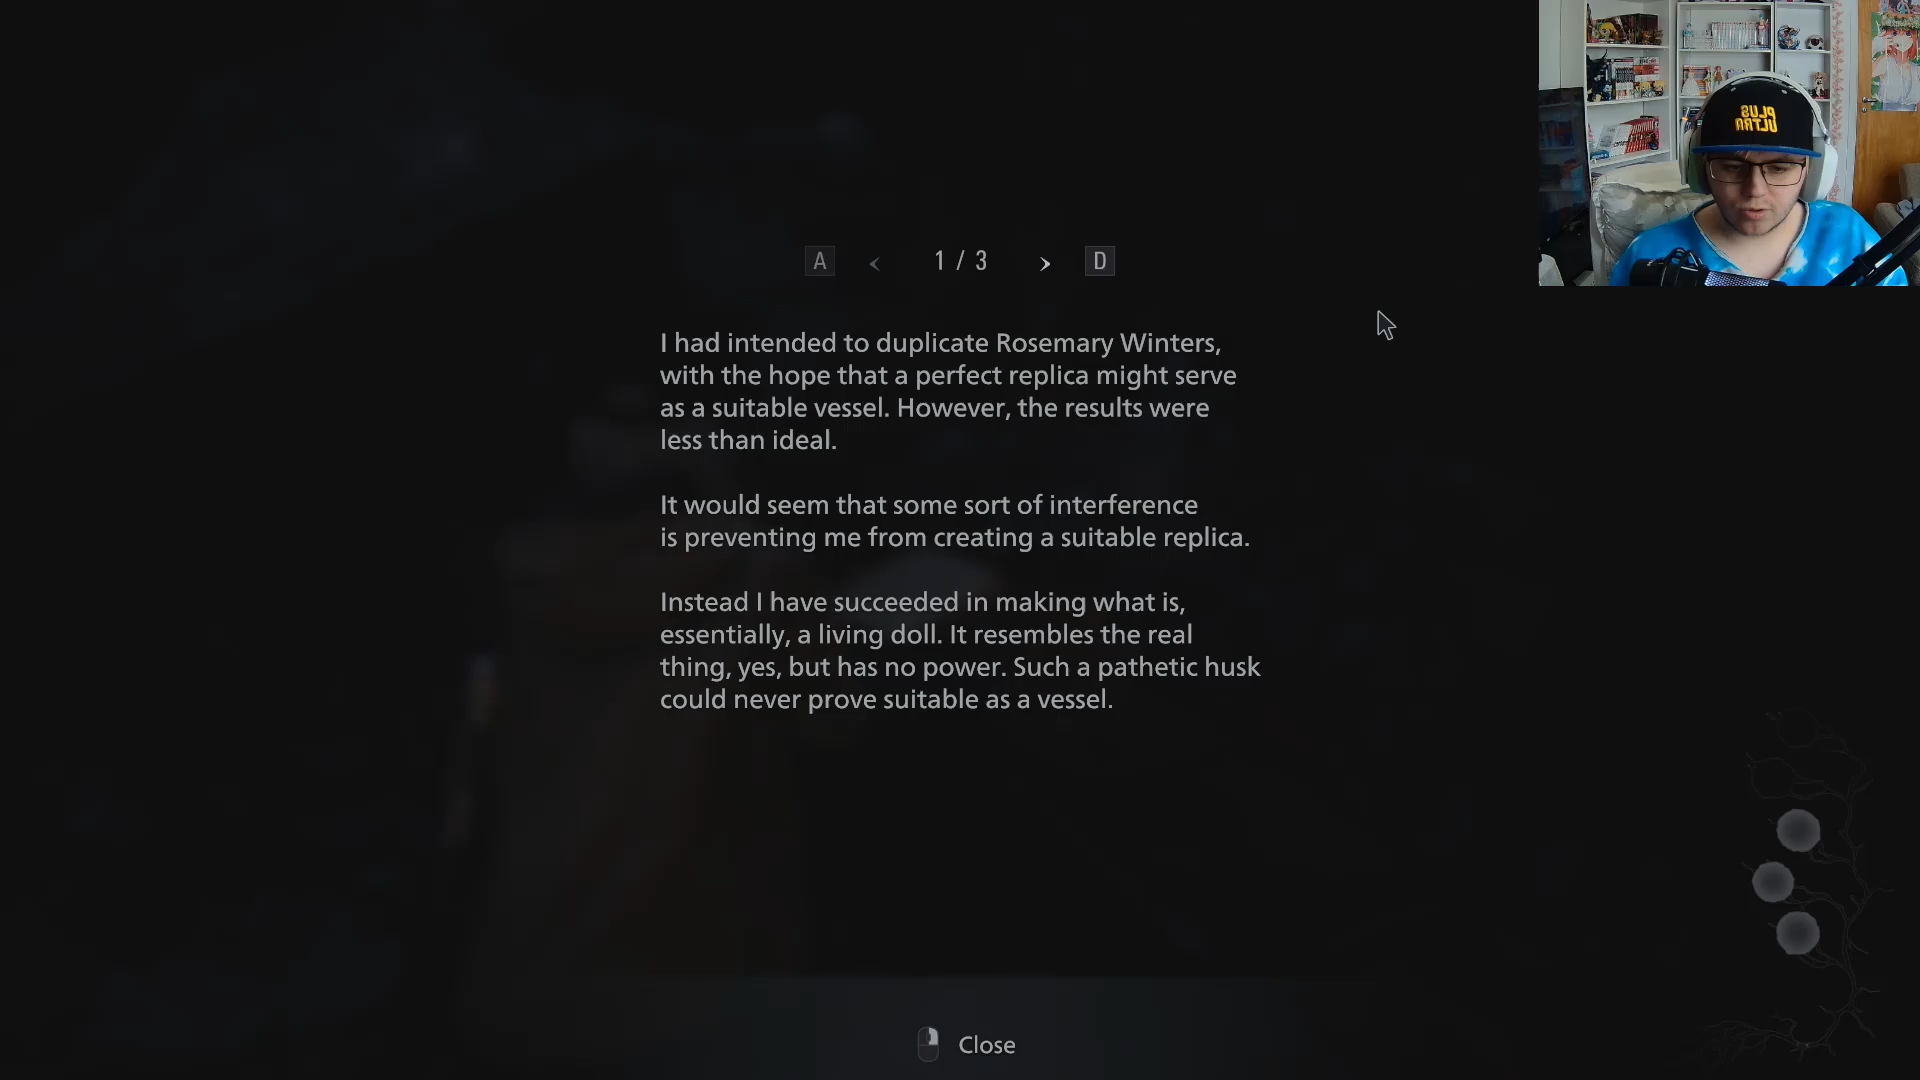 PLUS
ULTRA
A < 1 / 3 > D
I had intended to duplicate Rosemary Winters,
with the hope that a perfect replica might serve
as a suitable vessel. However, the results were
less than ideal.
It would seem that some sort of interference
is preventing me from creating a suitable replica.
Instead I have succeeded in making what is,
essentially, a living doll. It resembles the real
thing, yes, but has no power. Such a pathetic husk
could never prove suitable as a vessel.
Close